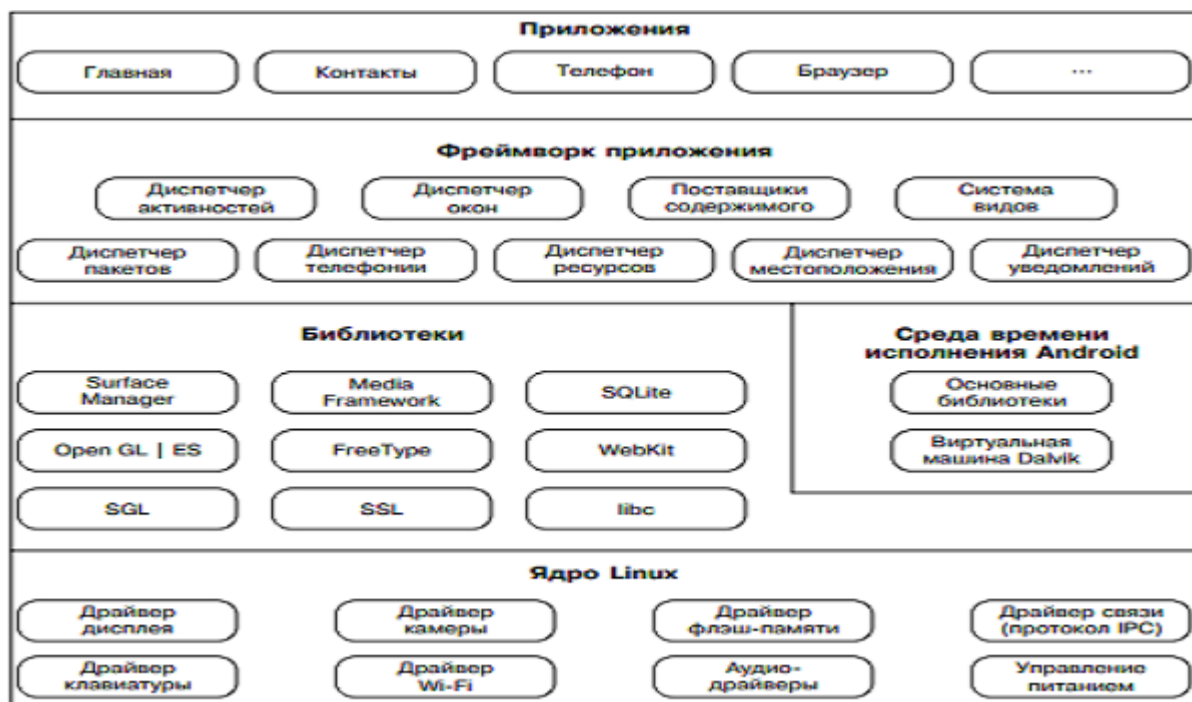 Приложения
Главная
Контакты
Телефон
Браузер
...
Фреймворк приложения
Диспетчер
активностей
Диспетчер
окон
Поставщики
содержимого
Система
видов
Диспетчер
пакетов
Диспетчер
телефонии
Диспетчер
ресурсов
Диспетчер
местоположения
Диспетчер
уведомлений
Библиотеки
Surface
Manager
Media
Framework
SQLite
Open GL | ES
FreeType
WebKit
SGL
SSL
libc
Среда времени
исполнения Android
Основные
библиотеки
Виртуальная
машина Dalvik
Ядро Linux
Драйвер
дисплея
Драйвер
камеры
Драйвер
флэш-памяти
Драйвер связи
(протокол IPC)
Драйвер
клавиатуры
Драйвер
Wi-Fi
Аудио-
драйверы
Управление
питанием